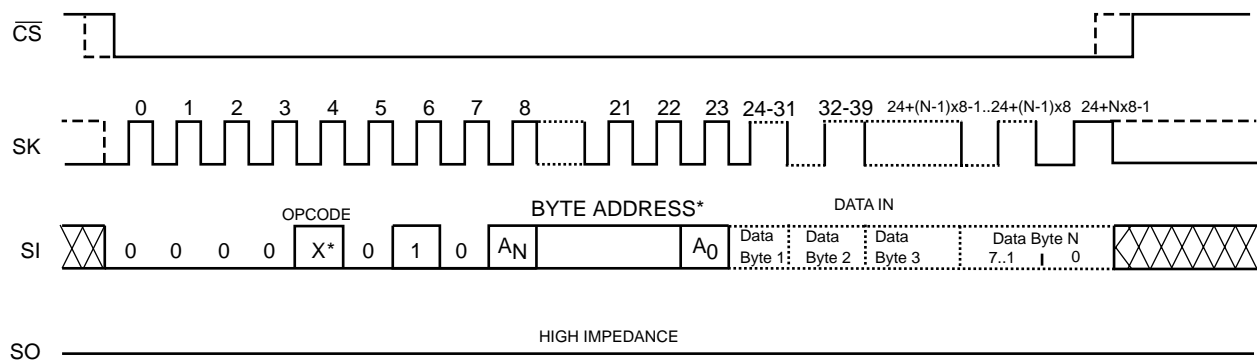 CS
0 1 2 3 4 5 6 7 8 21 22 23 24-31 32-39 24+(N-1)x8-1..24+(N-1)x8 24+Nx8-1
SK
OPCODE BYTE ADDRESS* DATA IN
SI 0 0 0 0 X* 0 1 0 AN A0 Data Byte 1 Data Byte 2 Data Byte 3 Data Byte N 7..1 0
HIGH IMPEDANCE
SO